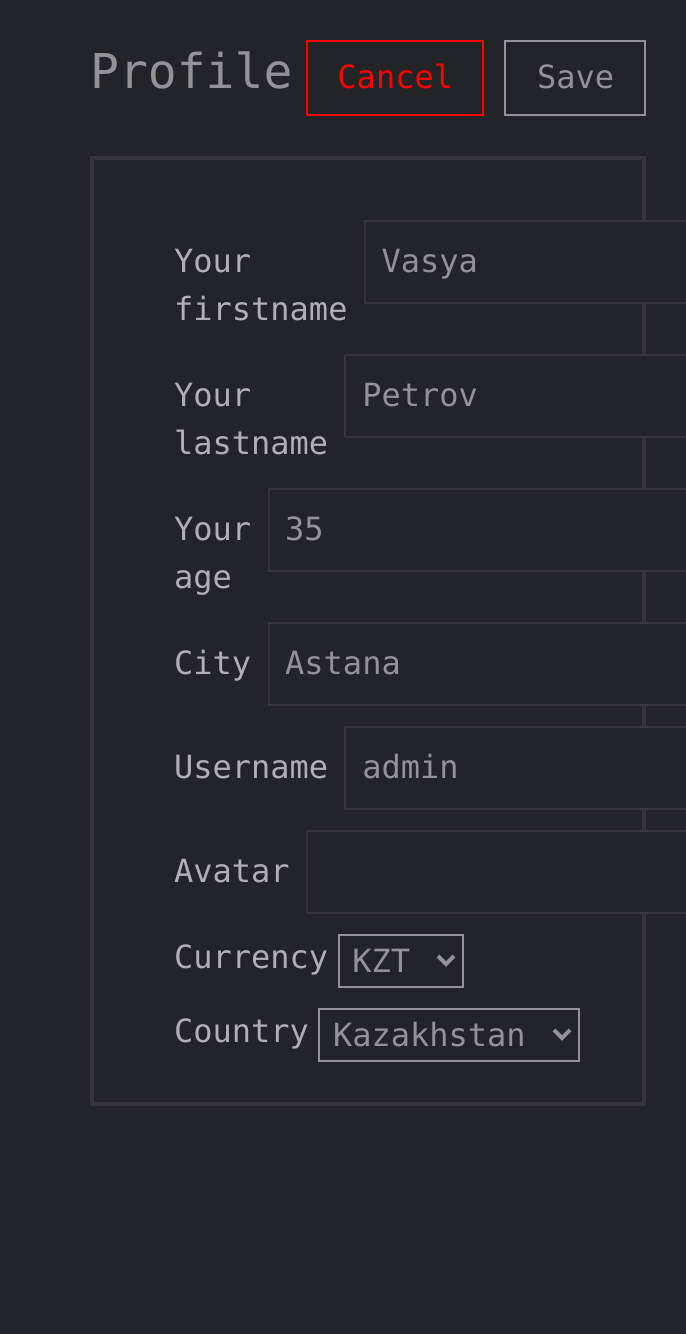 Profile Cancel Save
Your firstname Vasya
Your lastname Petrov
Your age 35
City Astana
Username admin
Avatar
Currency KZT
Country Kazakhstan